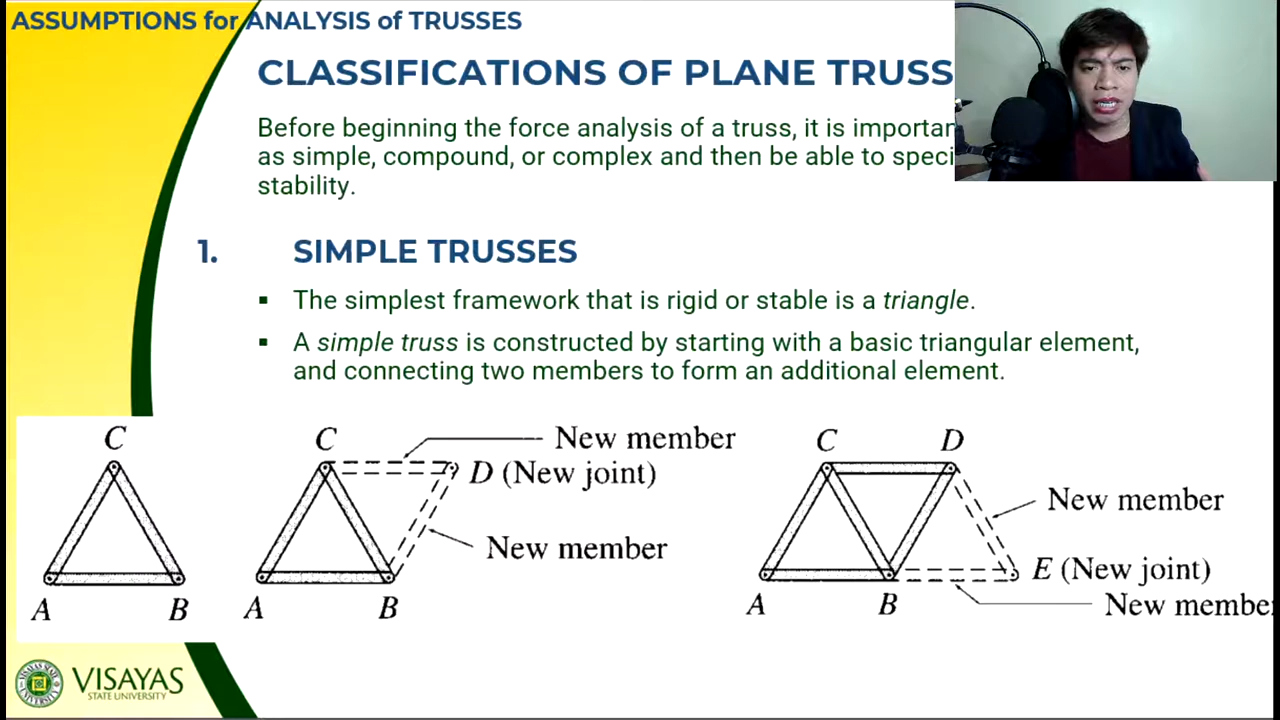 ASSUMPTIONS for ANALYSIS of TRUSSES
CLASSIFICATIONS OF PLANE TRUSS
Before beginning the force analysis of a truss, it is importan
as simple, compound, or complex and then be able to speci
stability.
1. SIMPLE TRUSSES
▪ The simplest framework that is rigid or stable is a triangle.
▪ A simple truss is constructed by starting with a basic triangular element,
and connecting two members to form an additional element.
C
A
B
C
New member
D (New joint)
New member
A
B
C
D
New member
E (New joint)
New membe
A
B
VISAYAS
STATE UNIVERSITY